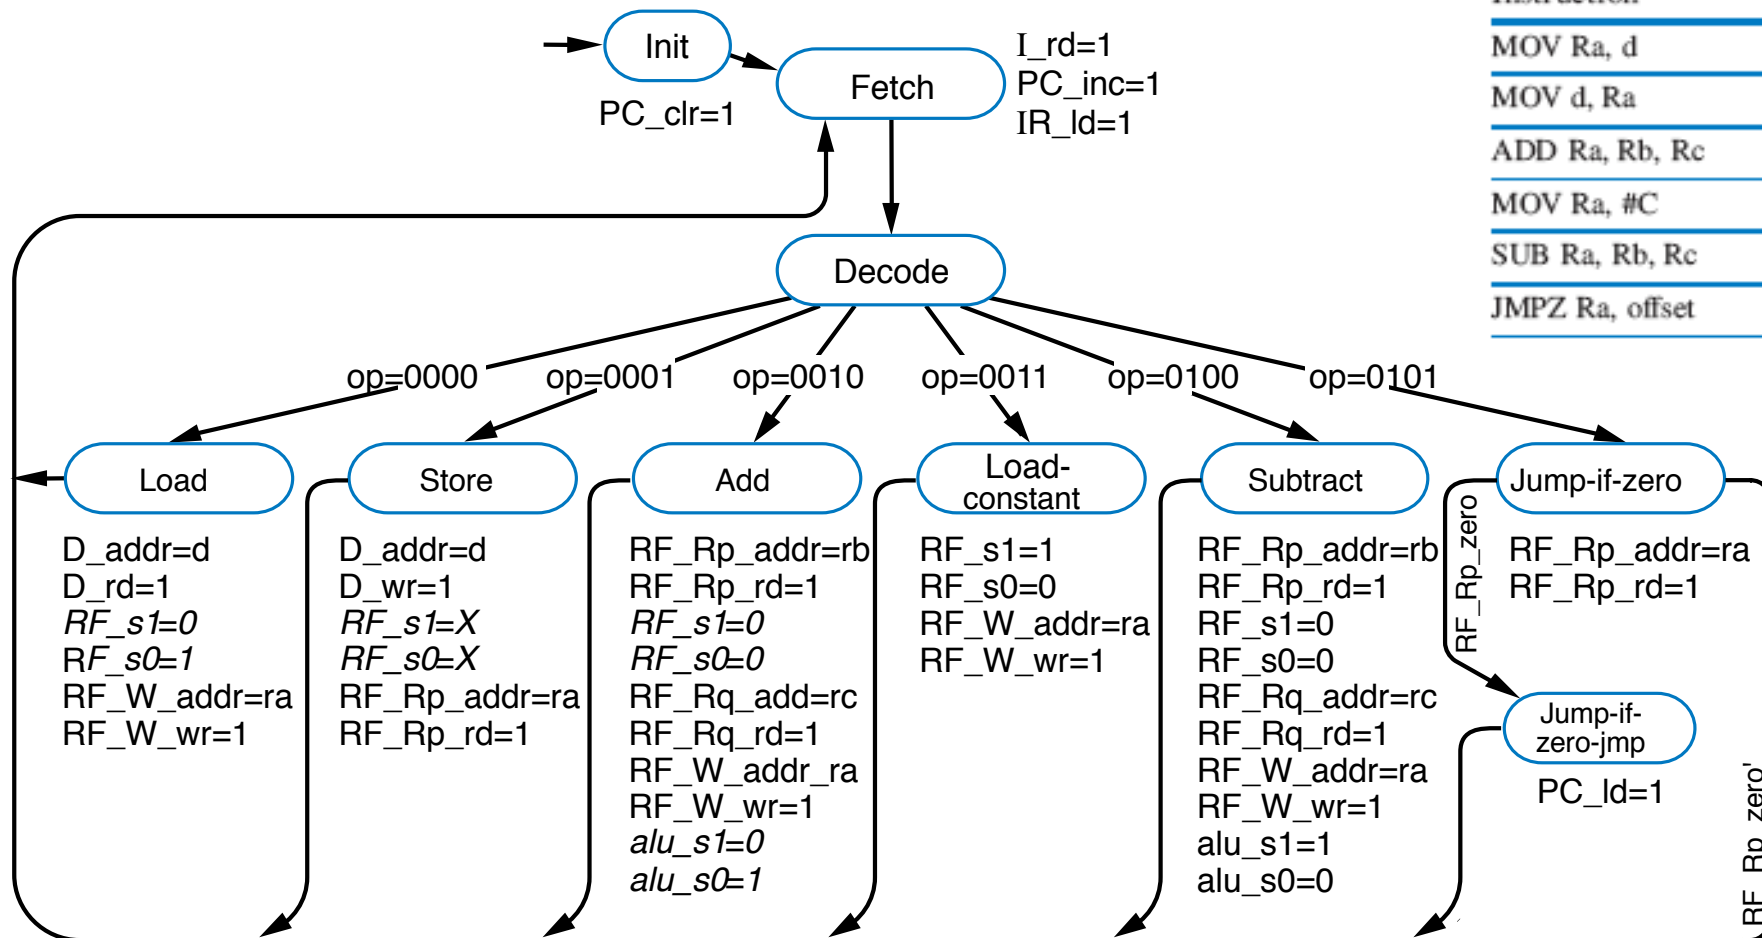 Init
PC_clr=1
Fetch
I_rd=1
PC_inc=1
IR_ld=1
MOV Ra, d
MOV d, Ra
ADD Ra, Rb, Rc
MOV Ra, #C
SUB Ra, Rb, Rc
JMPZ Ra, offset
Decode
op=0000
op=0001
op=0010
op=0011
op=0100
op=0101
Load
D_addr=d
D_rd=1
RF_s1=0
RF_s0=1
RF_W_addr=ra
RF_W_wr=1
Store
D_addr=d
D_wr=1
RF_s1=X
RF_s0=X
RF_Rp_addr=ra
RF_Rp_rd=1
Add
RF_Rp_addr=rb
RF_Rp_rd=1
RF_s1=0
RF_s0=0
RF_Rq_add=rc
RF_Rq_rd=1
RF_W_addr_ra
RF_W_wr=1
alu_s1=0
alu_s0=1
Load-
constant
RF_s1=1
RF_s0=0
RF_W_addr=ra
RF_W_wr=1
Subtract
RF_Rp_addr=rb
RF_Rp_rd=1
RF_s1=0
RF_s0=0
RF_Rq_addr=rc
RF_Rq_rd=1
RF_W_addr=ra
RF_W_wr=1
alu_s1=1
alu_s0=0
Jump-if-zero
RF_Rp_addr=ra
RF_Rp_rd=1
RF_Rp_zero
Jump-if-
zero-jmp
PC_ld=1
RF_Rp_zero'